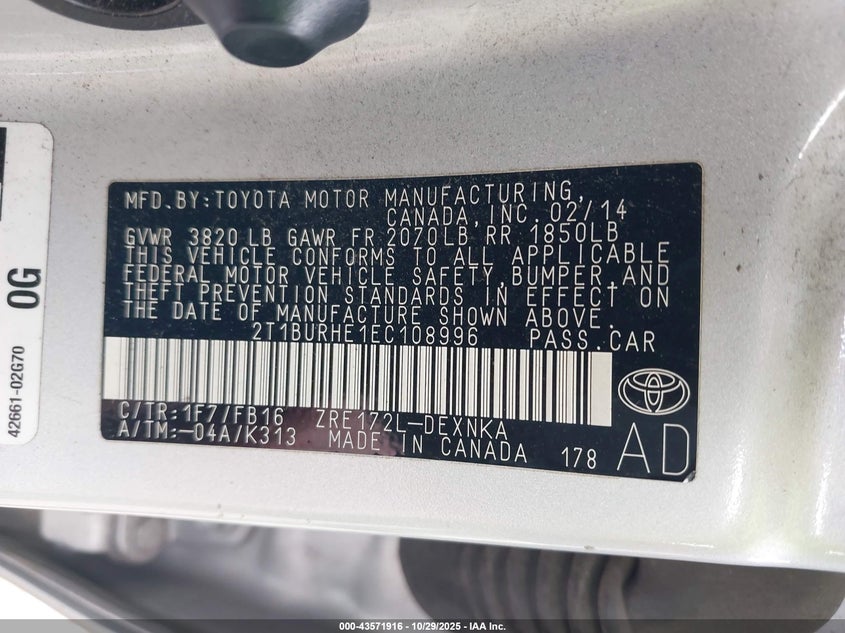 MFD.BY:TOYOTA MOTOR MANUFACTURING,
CANADA, INC. 02/14
GVWR 3820 LB GAWR FR 2070LB RR 1850LB
THIS VEHICLE CONFORMS TO ALL APPLICABLE
FEDERAL MOTOR VEHICLE SAFETY,BUMPER,AND
THEFT PREVENTION STANDARDS IN EFFECT ON
THE DATE OF MANUFACTURE SHOWN ABOVE.
2T1BURHE1EC108996 PASS.CAR
C/TR:1F7/FB16 ZRE172L-DEXNKA
A/TM:-04A/K313 MADE IN CANADA 178 AD
42661-02G70 0G
000-43571916 - 10/29/2025 - IAA Inc.